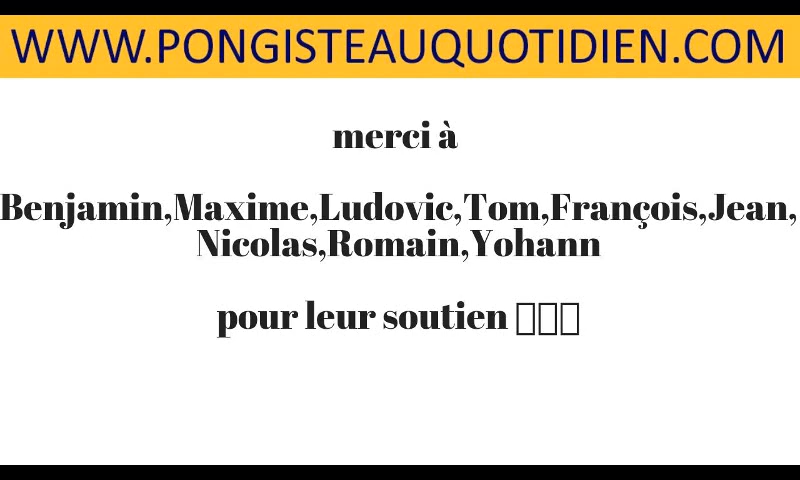 WWW.PONGISTEAUQUOTIDIEN.COM
merci à
Benjamin,Maxime,Ludovic,Tom,François,Jean,
Nicolas,Romain,Yohann
pour leur soutien